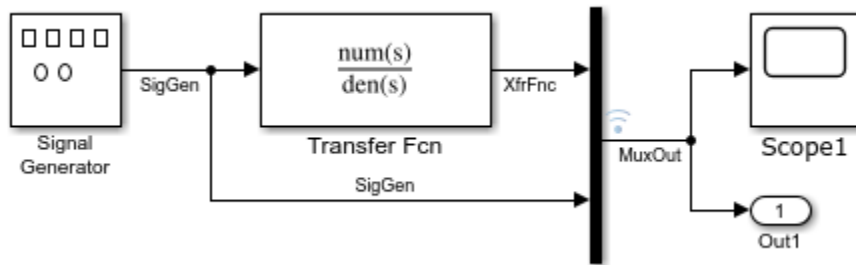 num(s)
den(s)
SigGen
XfrFnc
Signal
Generator
Transfer Fcn
SigGen
MuxOut
Scope1
1
Out1